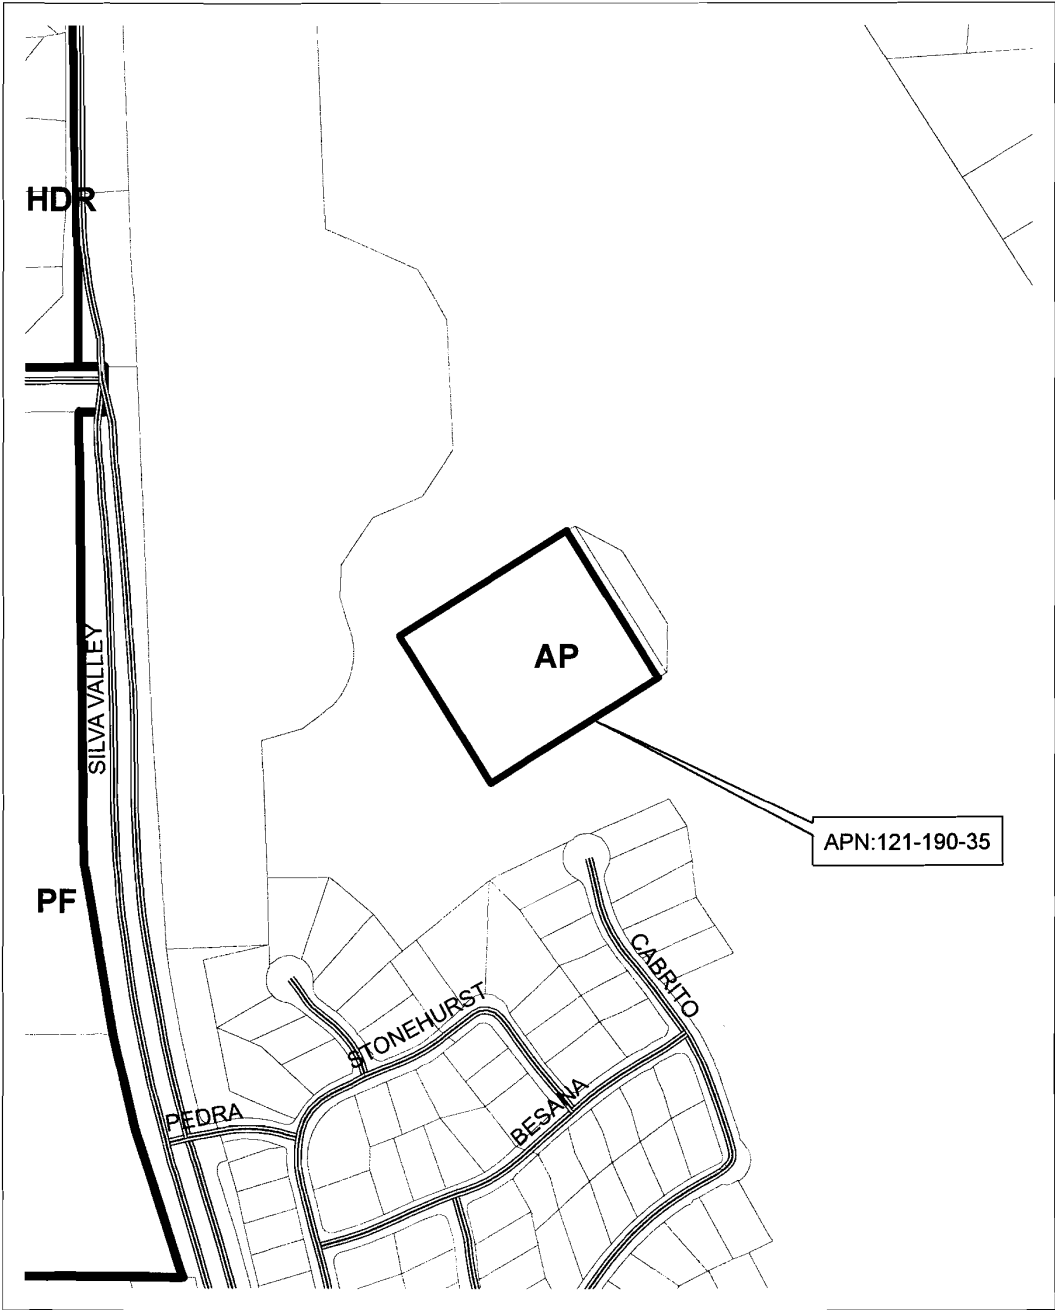 HDR
SILVA VALLEY
AP
APN:121-190-35
PF
CABRITO
STONEHURST
BESANA
PEDRA